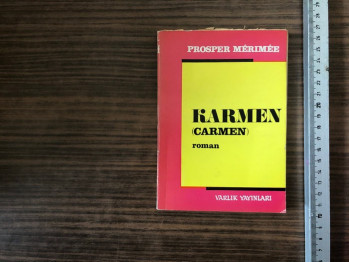 PROSPER MÉRIMÉE
KARMEN
(CARMEN)
roman
VARLIK YAYINLARI